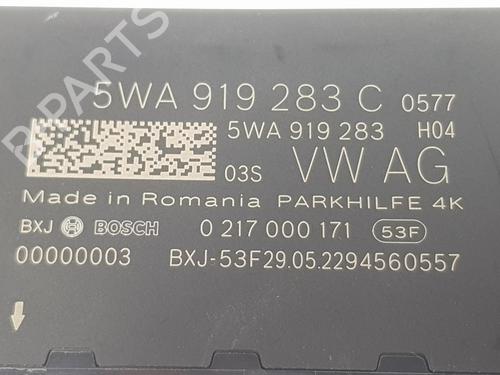 5WA 919 283 C 0577
5WA 919 283 H04
03S VW AG
Made in Romania PARKHILFE 4K
BXJ BOSCH 0 217 000 171 53F
00000003 BXJ-53F29.05.2294560557
B-PARTS